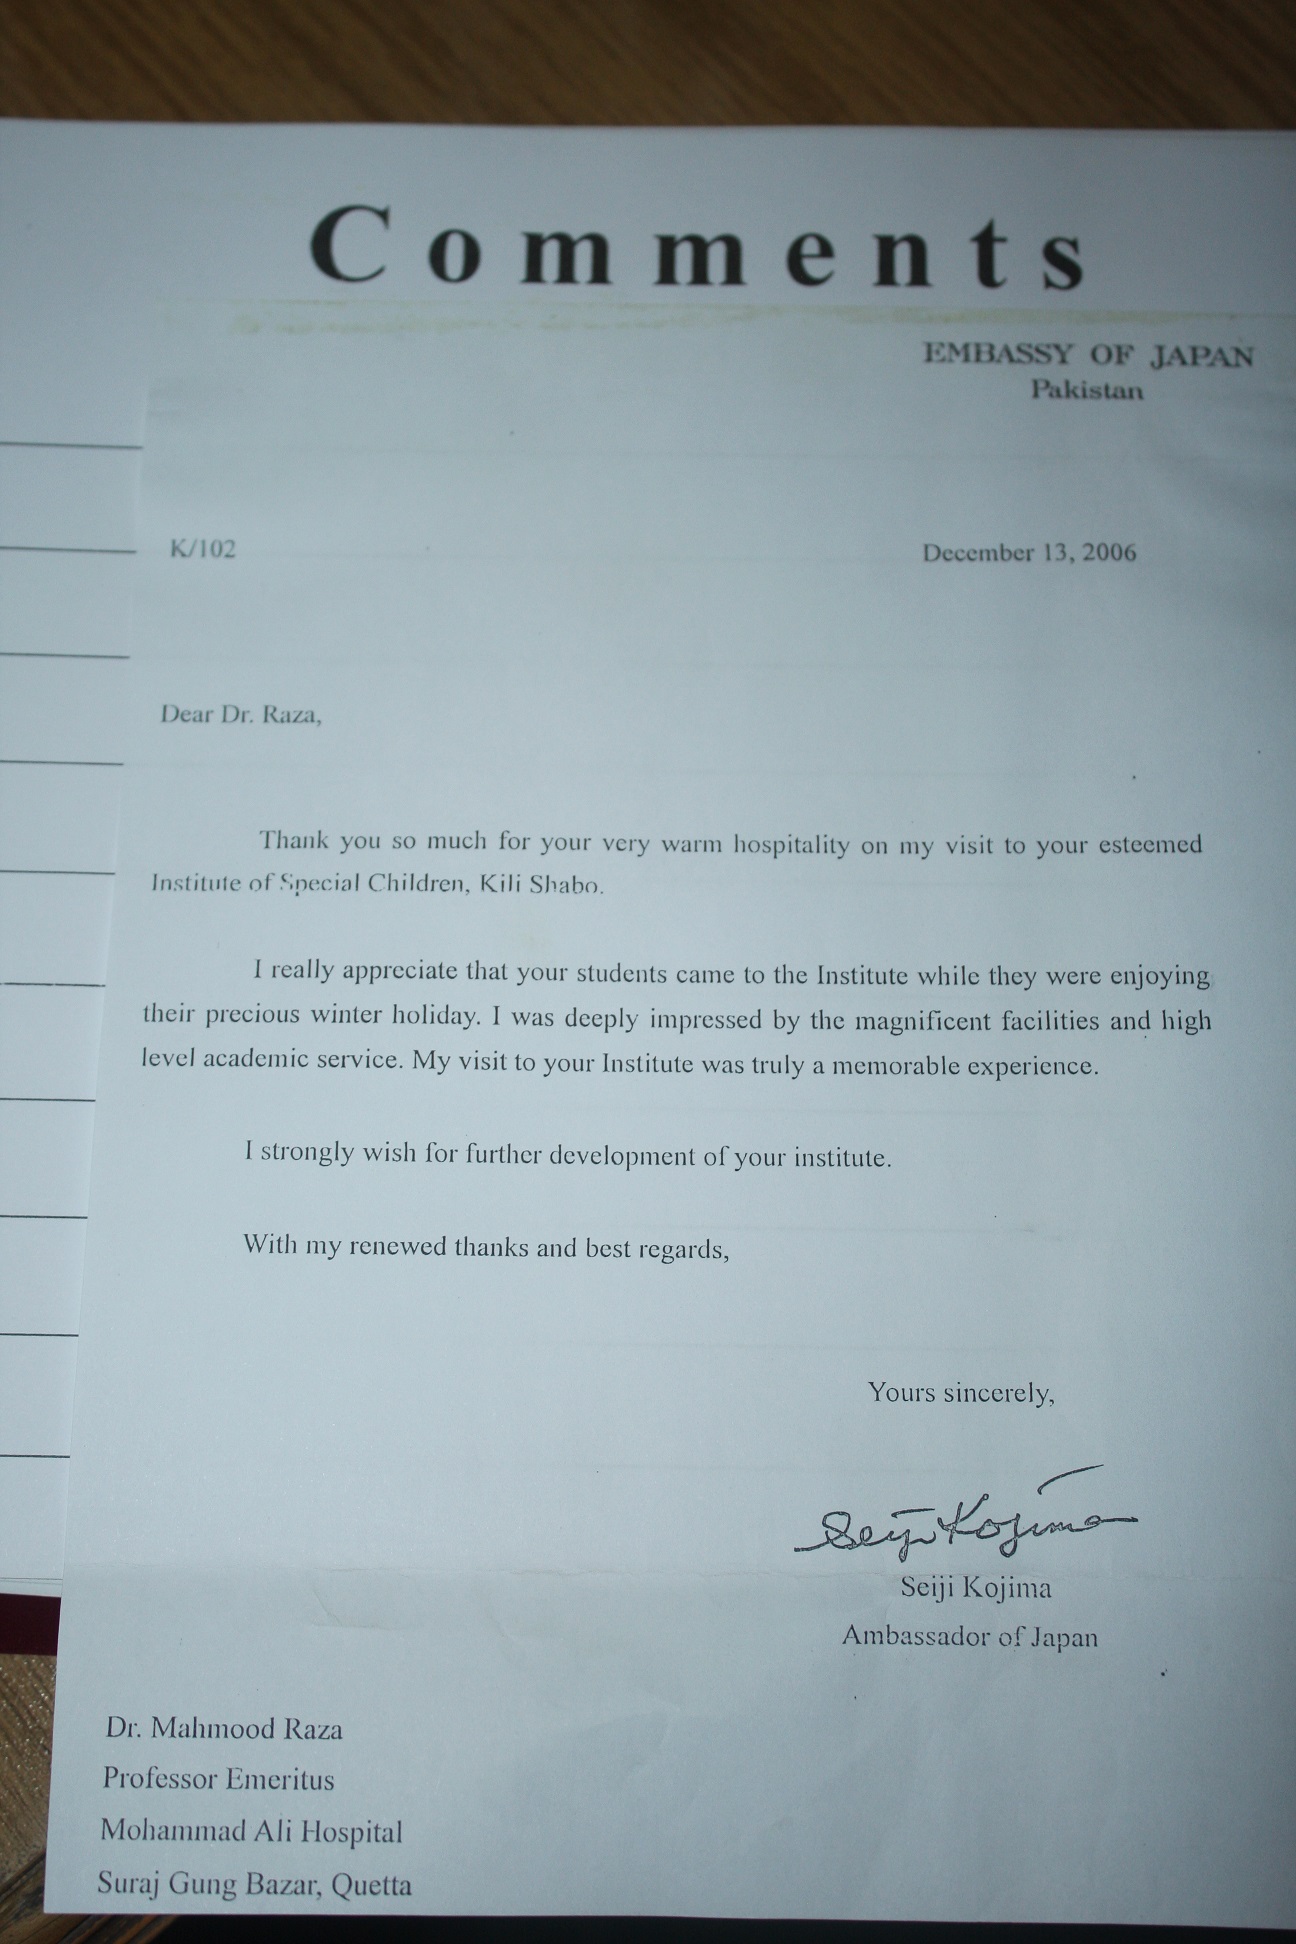 Comments
EMBASSY OF JAPAN
Pakistan
K/102
December 13, 2006
Dear Dr. Raza,
Thank you so much for your very warm hospitality on my visit to your esteemed
Institute of Special Children, Kili Shabo.
I really appreciate that your students came to the Institute while they were enjoying
their precious winter holiday. I was deeply impressed by the magnificent facilities and high
level academic service. My visit to your Institute was truly a memorable experience.
I strongly wish for further development of your institute.
With my renewed thanks and best regards,
Yours sincerely,
Seiji Kojima
Seiji Kojima
Ambassador of Japan
Dr. Mahmood Raza
Professor Emeritus
Mohammad Ali Hospital
Suraj Gung Bazar, Quetta